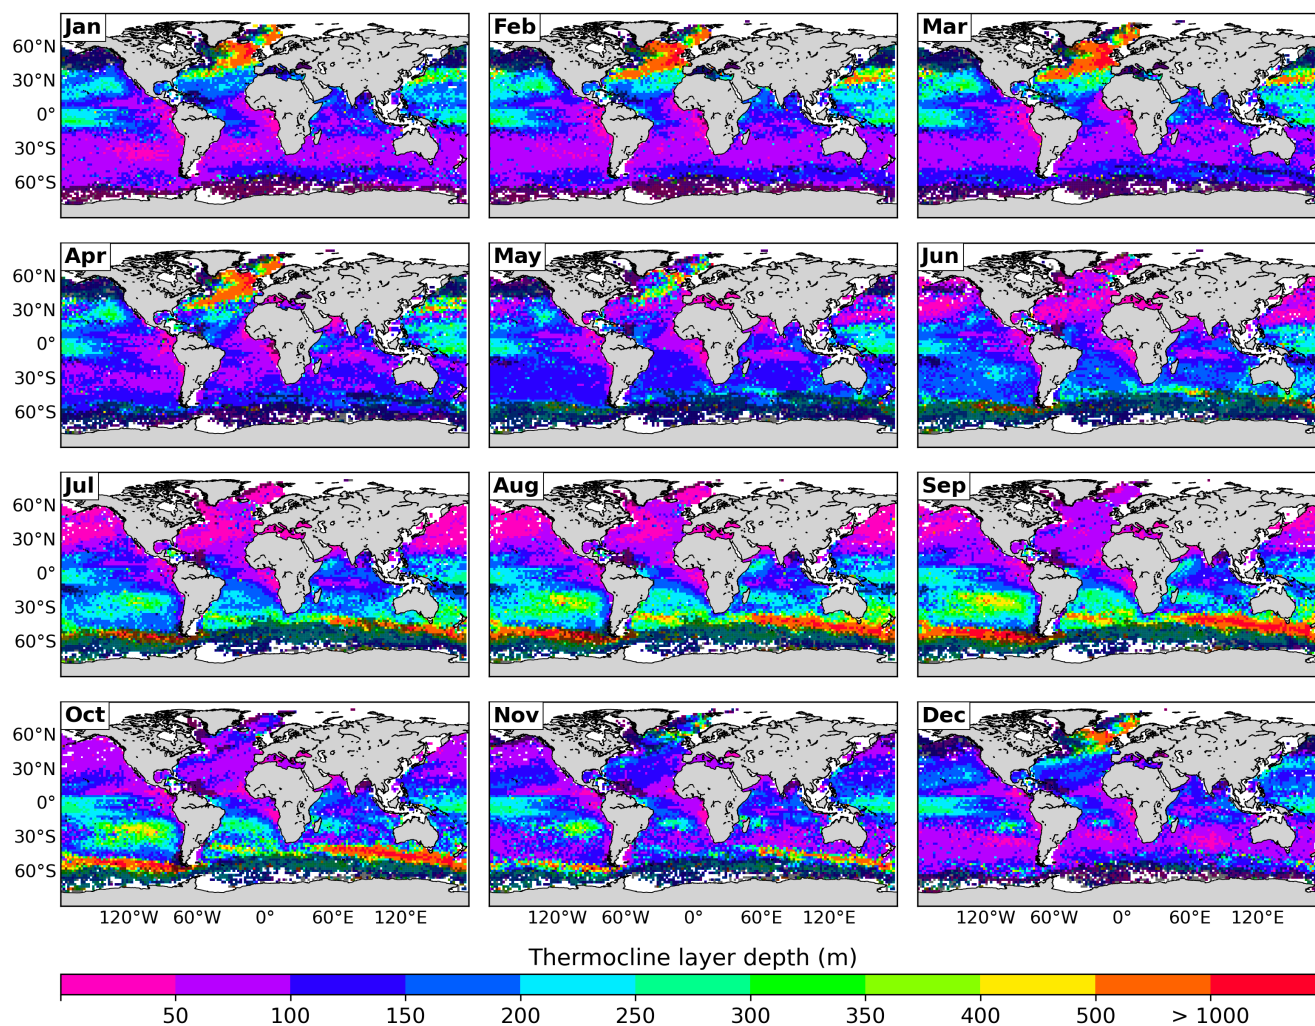 Jan
Feb
Mar
60°N
30°N
0°
30°S
60°S
Apr
May
Jun
60°N
30°N
0°
30°S
60°S
Jul
Aug
Sep
60°N
30°N
0°
30°S
60°S
Oct
Nov
Dec
60°N
30°N
0°
30°S
60°S
120°W 60°W 0° 60°E 120°E
120°W 60°W 0° 60°E 120°E
120°W 60°W 0° 60°E 120°E
Thermocline layer depth (m)
50 100 150 200 250 300 350 400 500 > 1000